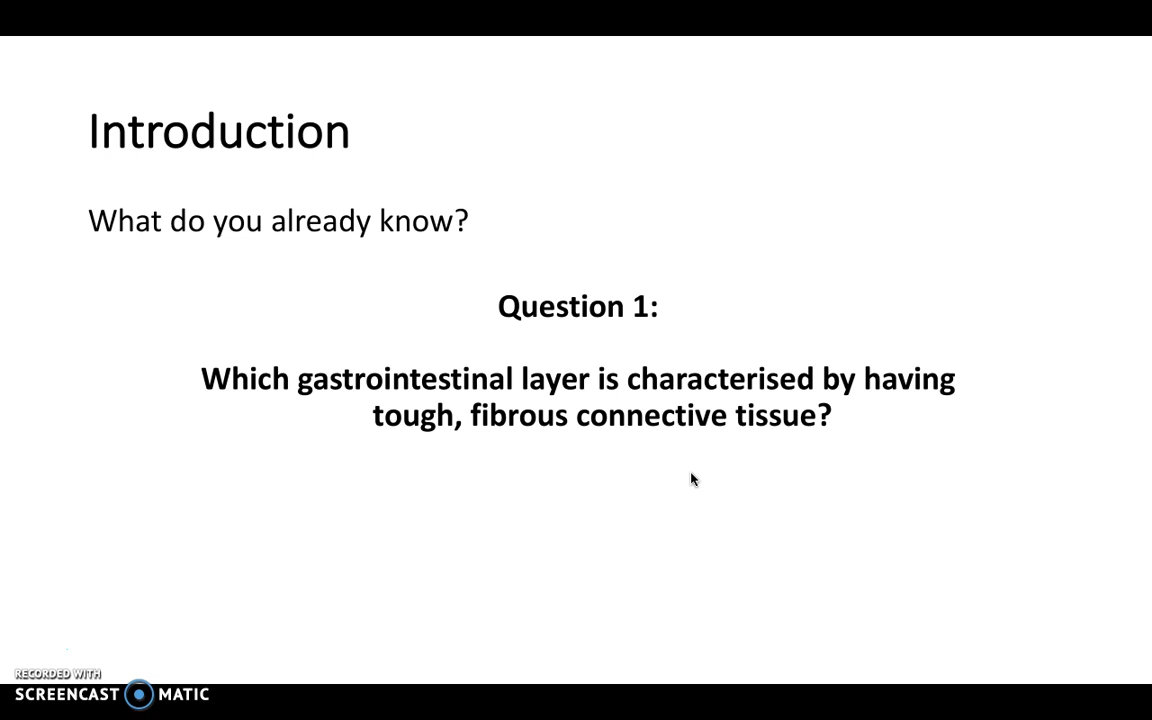 Introduction
What do you already know?
Question 1:
Which gastrointestinal layer is characterised by having
tough, fibrous connective tissue?
RECORDED WITH
SCREENCAST MATIC